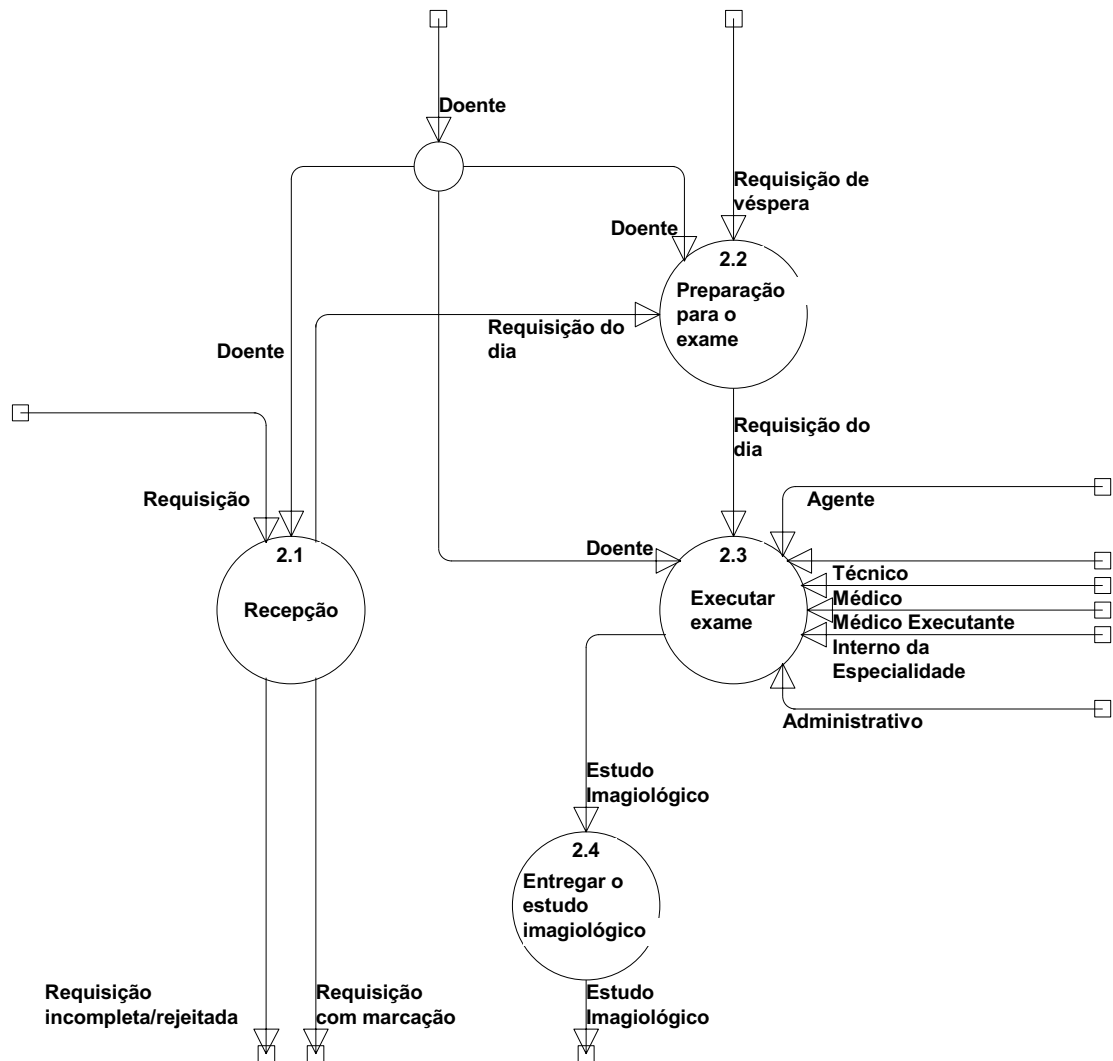 Doente
Requisição de
véspera
Doente
2.2
Preparação
para o
exame
Requisição do
dia
Doente
Requisição do
dia
Requisição
Agente
Doente
2.1
Recepção
2.3
Executar
exame
Técnico
Médico
Médico Executante
Interno da
Especialidade
Administrativo
Estudo
Imagiológico
2.4
Entregar o
estudo
imagiológico
Requisição
incompleta/rejeitada
Requisição
com marcação
Estudo
Imagiológico